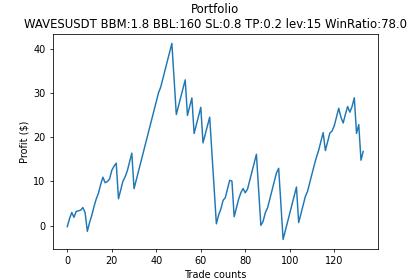 Portfolio
WAVESUSDT BBM:1.8 BBL:160 SL:0.8 TP:0.2 lev:15 WinRatio:78.0
40
30
20
10
0
Profit ($)
0 20 40 60 80 100 120
Trade counts